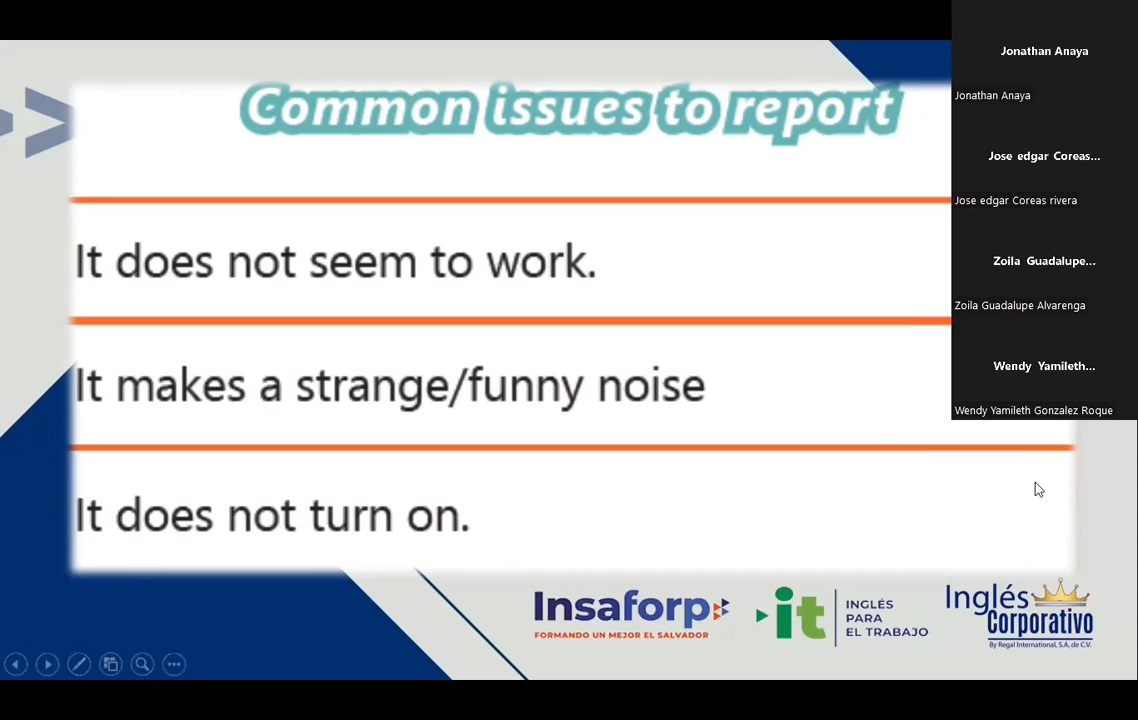 Common issues to report
It does not seem to work.
It makes a strange/funny noise
It does not turn on.
Insaforp
FORMANDO UN MEJOR EL SALVADOR
it
INGLÉS
PARA
EL TRABAJO
Inglés
Corporativo
By Regal International, S.A. de C.V.
Jonathan Anaya
Jonathan Anaya
Jose edgar Coreas...
Jose edgar Coreas rivera
Zoila Guadalupe...
Zoila Guadalupe Alvarenga
Wendy Yamileth...
Wendy Yamileth Gonzalez Roque